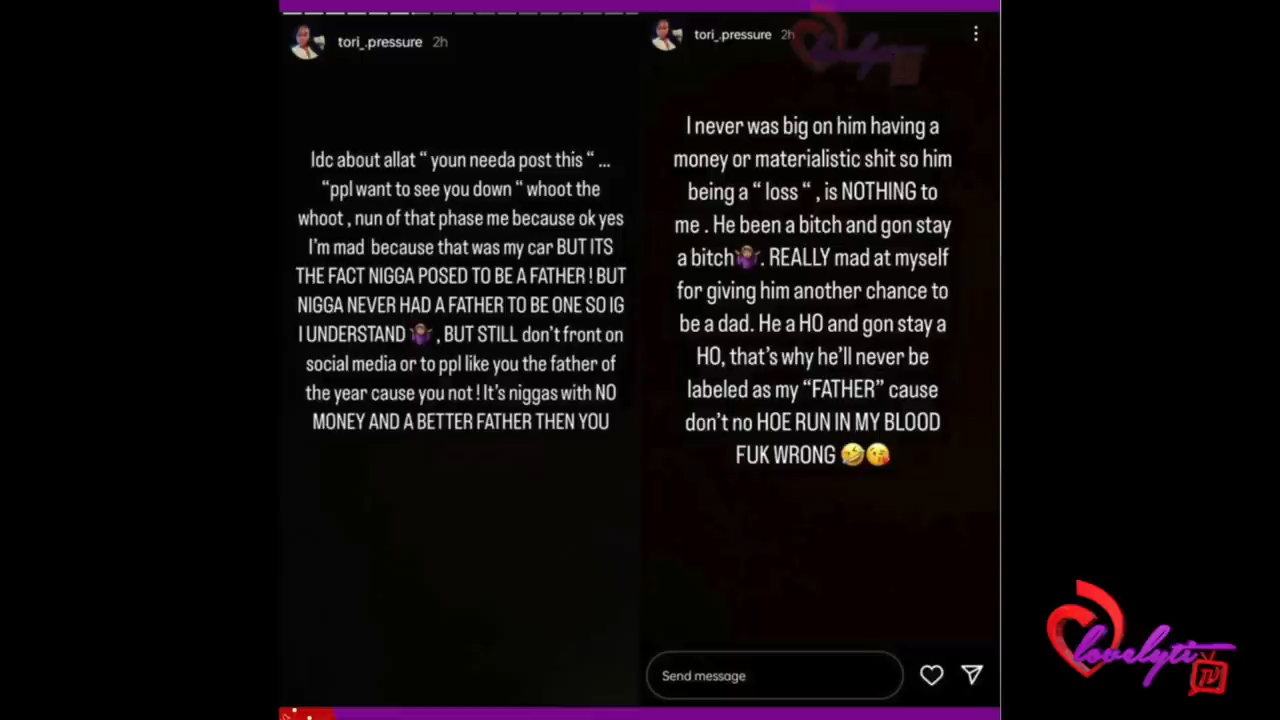 tori_.pressure 2h
Idc about allat “ youn needa post this “ ...
“ppl want to see you down “ whoot the
whoot , nun of that phase me because ok yes
I’m mad because that was my car BUT ITS
THE FACT NIGGA POSED TO BE A FATHER ! BUT
NIGGA NEVER HAD A FATHER TO BE ONE SO IG
I UNDERSTAND 🤷🏽‍♀️ , BUT STILL don’t front on
social media or to ppl like you the father of
the year cause you not ! It’s niggas with NO
MONEY AND A BETTER FATHER THEN YOU
tori_.pressure 2h
lovelyti
I never was big on him having a
money or materialistic shit so him
being a “ loss “ , is NOTHING to
me . He been a bitch and gon stay
a bitch🤷🏽‍♀️. REALLY mad at myself
for giving him another chance to
be a dad. He a HO and gon stay a
HO, that’s why he’ll never be
labeled as my “FATHER” cause
don’t no HOE RUN IN MY BLOOD
FUK WRONG 🤣😘
Send message
lovelyti
TV